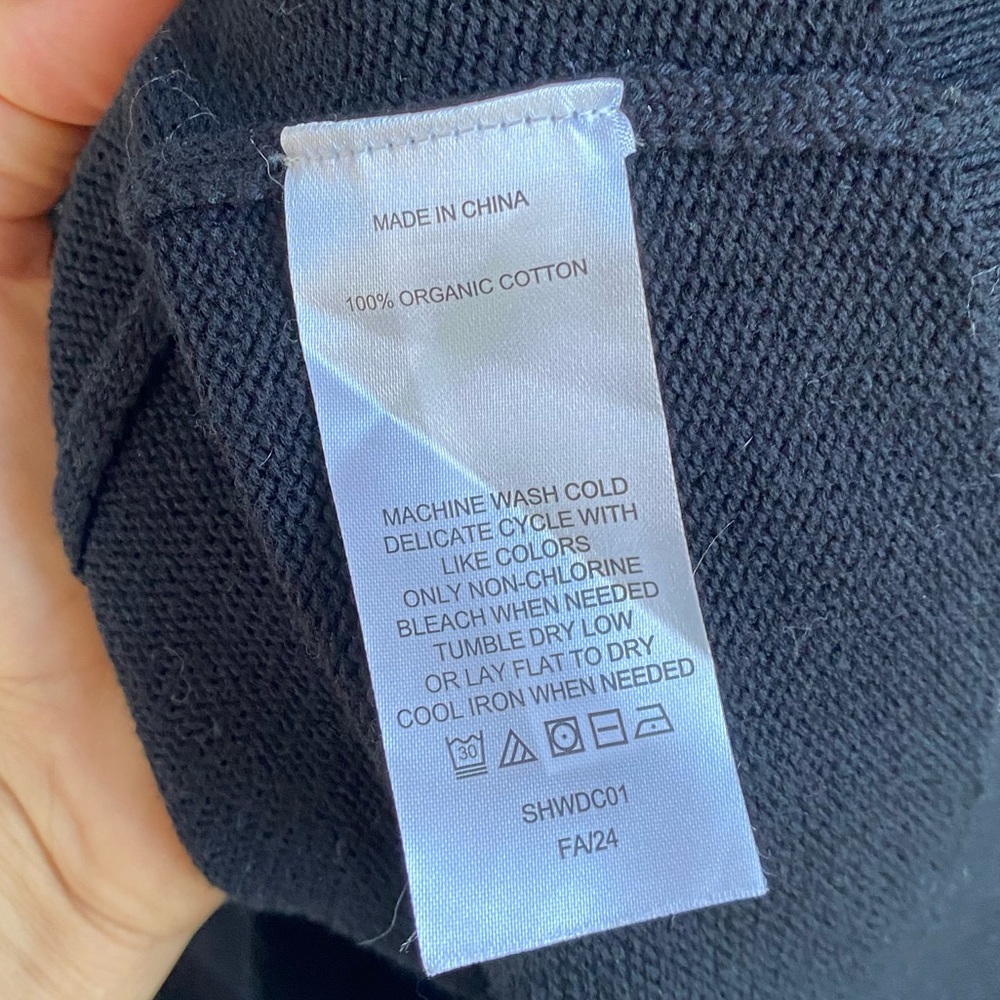 MADE IN CHINA
100% ORGANIC COTTON
MACHINE WASH COLD
DELICATE CYCLE WITH
LIKE COLORS
ONLY NON-CHLORINE
BLEACH WHEN NEEDED
TUMBLE DRY LOW
OR LAY FLAT TO DRY
COOL IRON WHEN NEEDED
30
SHWDC01
FA/24